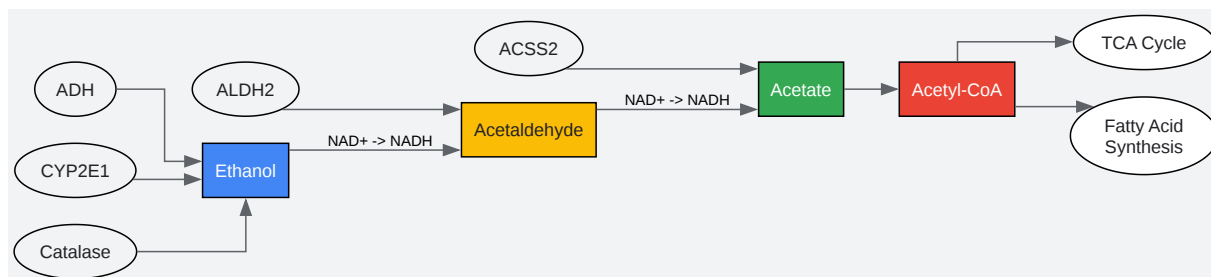 ADH
CYP2E1
Catalase
ALDH2
Ethanol
NAD+ -> NADH
ACSS2
Acetaldehyde
NAD+ -> NADH
Acetate
Acetyl-CoA
TCA Cycle
Fatty Acid
Synthesis